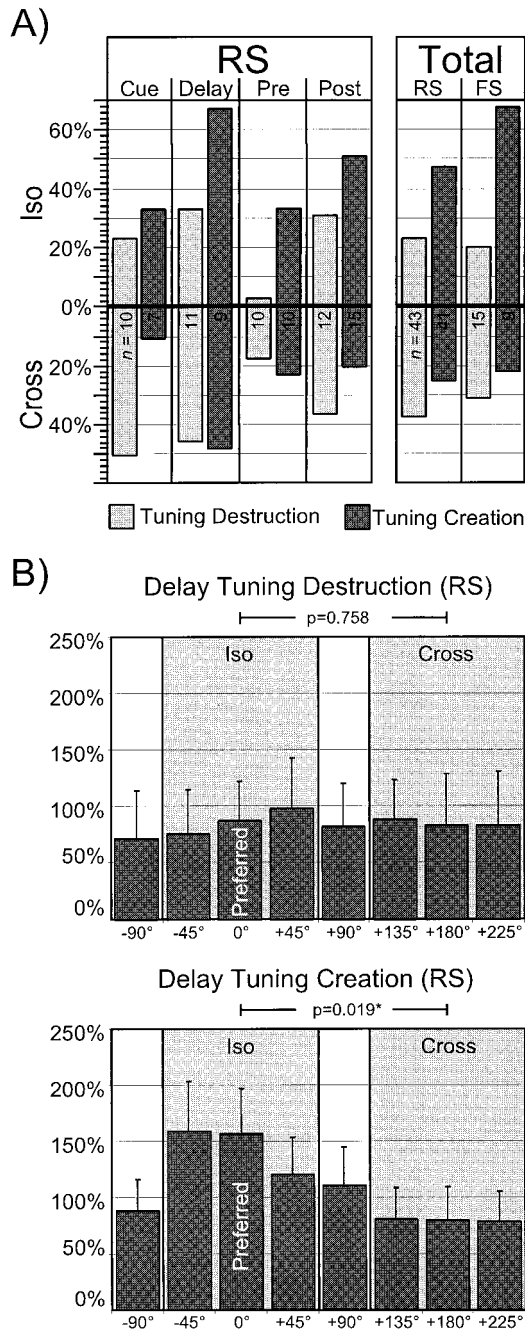 A)
RS Total
Cue Delay Pre Post RS FS
60%
40%
20%
0%
20%
40%
Iso
Cross
n = 10 7 11 9 10 10 12 15 n = 43 41 15 8
Tuning Destruction Tuning Creation
B)
Delay Tuning Destruction (RS)
p=0.758
250%
200%
150%
100%
50%
0%
Iso Cross
Preferred
-90° -45° 0° +45° +90° +135° +180° +225°
Delay Tuning Creation (RS)
p=0.019*
250%
200%
150%
100%
50%
0%
Iso Cross
Preferred
-90° -45° 0° +45° +90° +135° +180° +225°